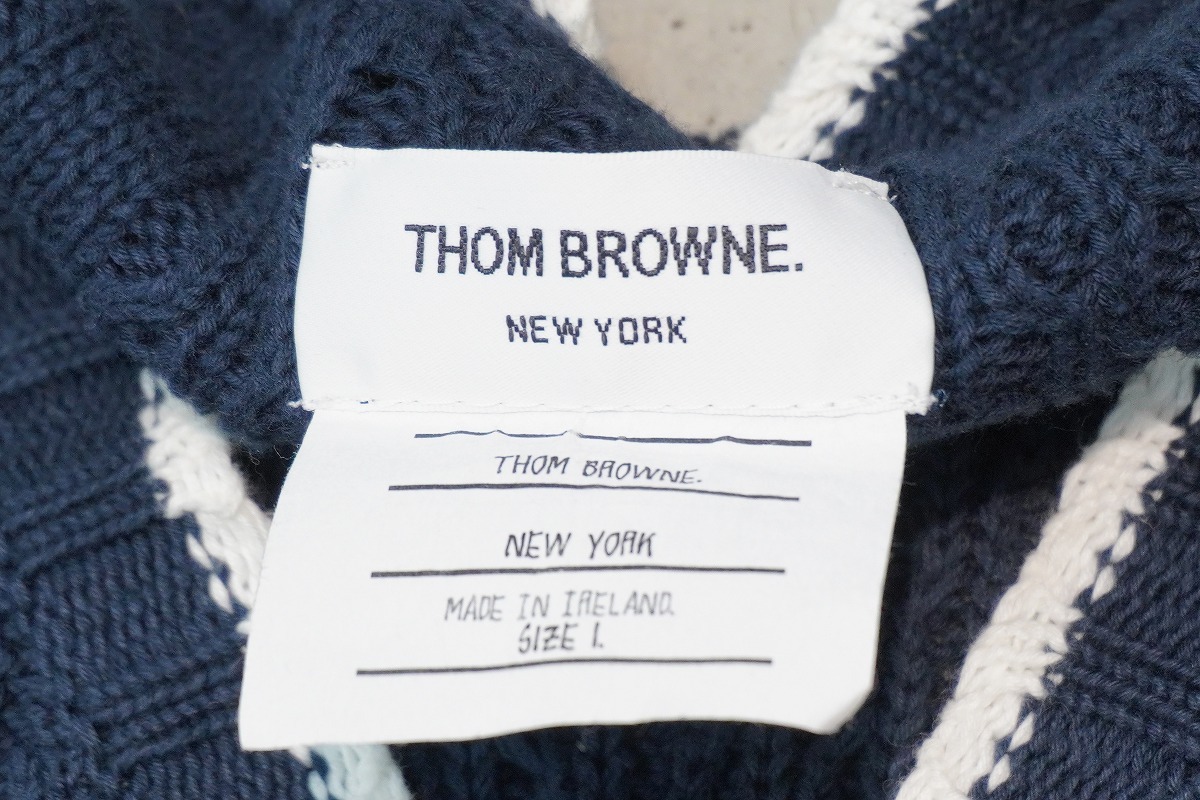 THOM BROWNE.
NEW YORK
THOM BROWNE.
NEW YORK
MADE IN IRELAND.
SIZE 1.